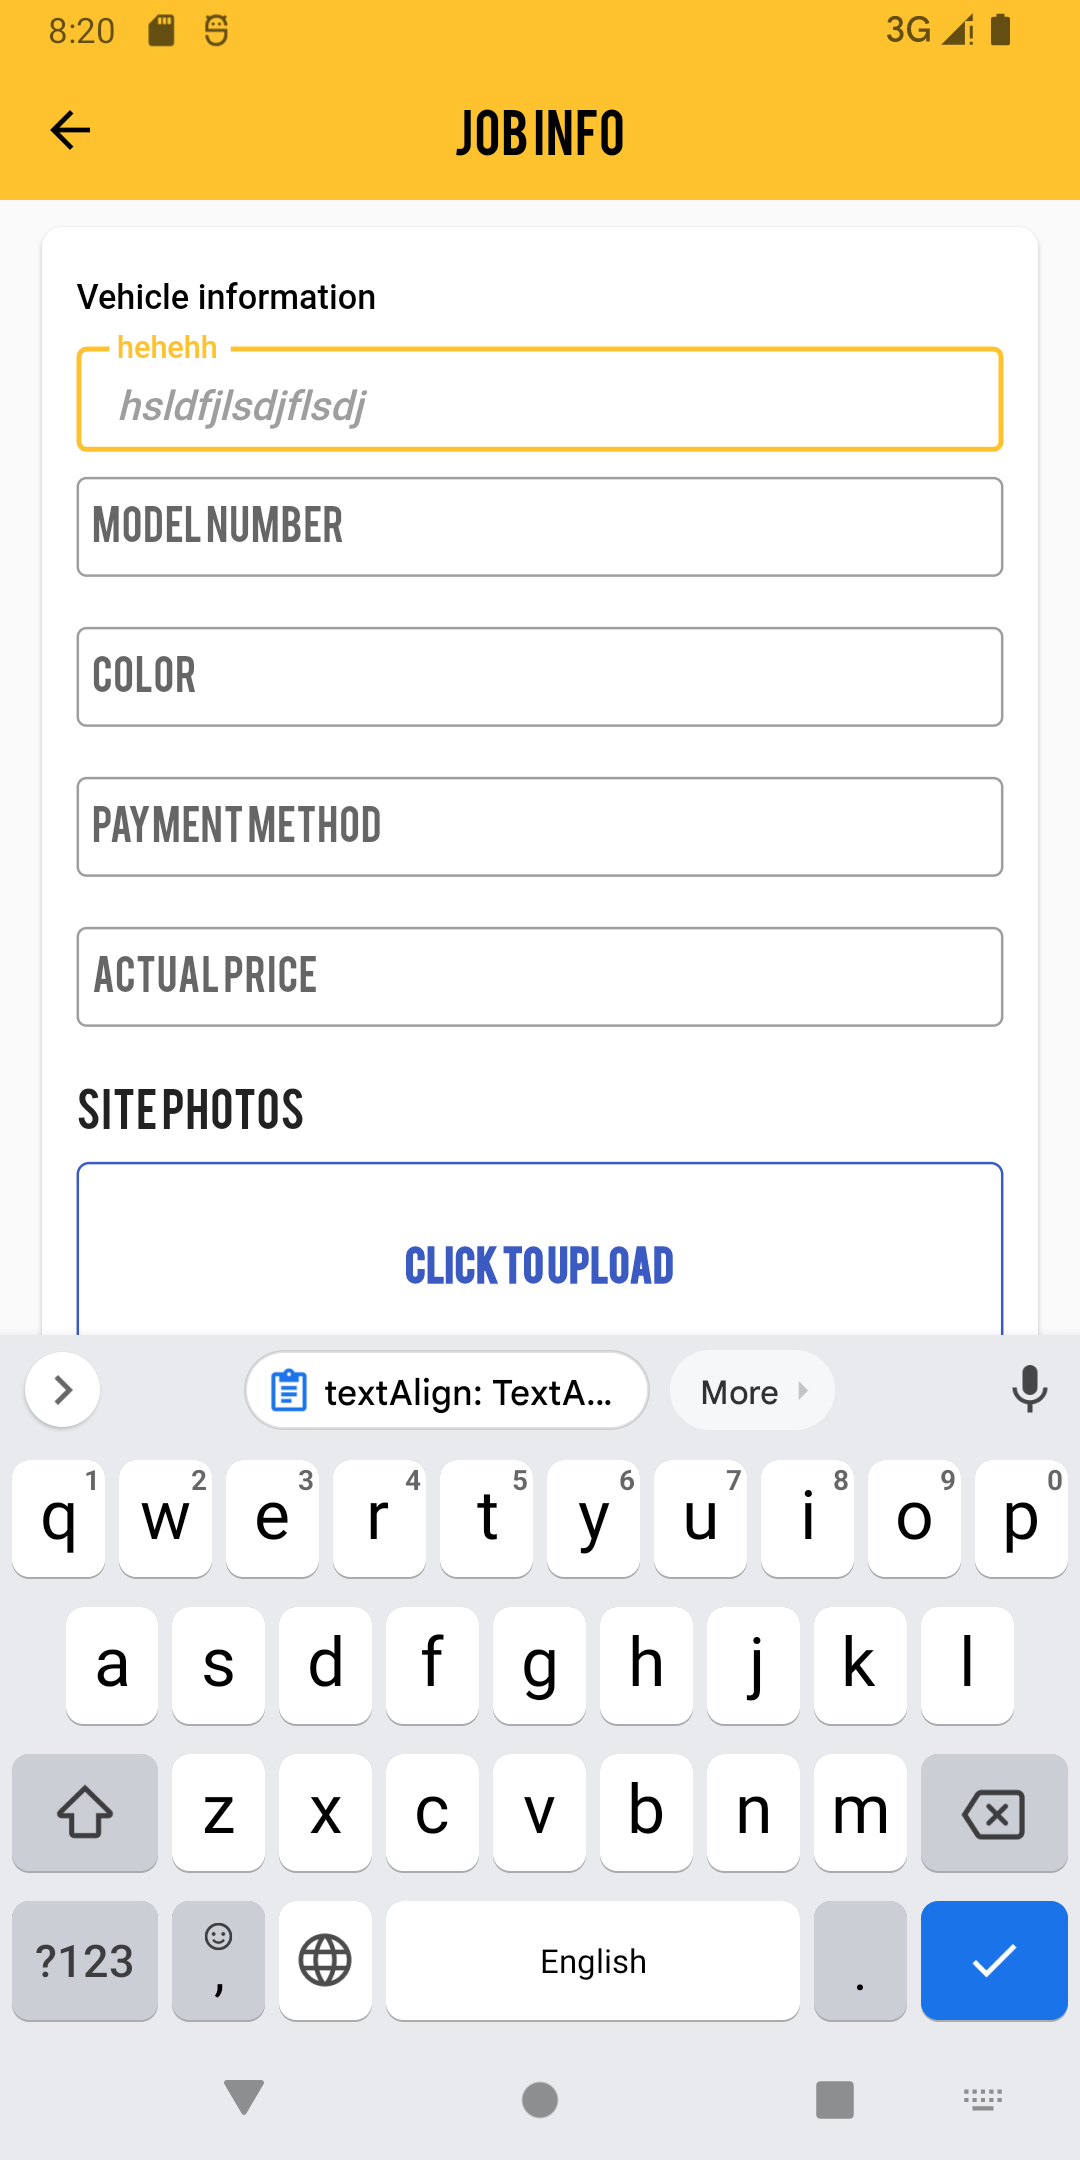 8:20 3G
JOB INFO
Vehicle information
hehehh
hsldfjlsdjflsdj
MODEL NUMBER
COLOR
PAYMENT METHOD
ACTUAL PRICE
SITE PHOTOS
CLICK TO UPLOAD
textAlign: TextA... More
q 1 w 2 e 3 r 4 t 5 y 6 u 7 i 8 o 9 p 0
a s d f g h j k l
z x c v b n m
?123 , English .